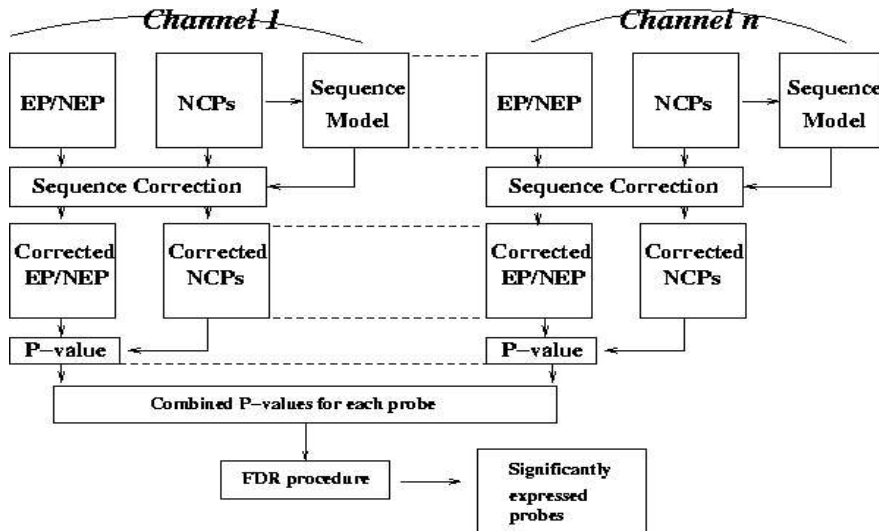 Channel 1
Channel n
EP/NEP
NCPs
Sequence
Model
EP/NEP
NCPs
Sequence
Model
Sequence Correction
Sequence Correction
Corrected
EP/NEP
Corrected
NCPs
Corrected
EP/NEP
Corrected
NCPs
P-value
P-value
Combined P-values for each probe
FDR procedure
Significantly
expressed
probes